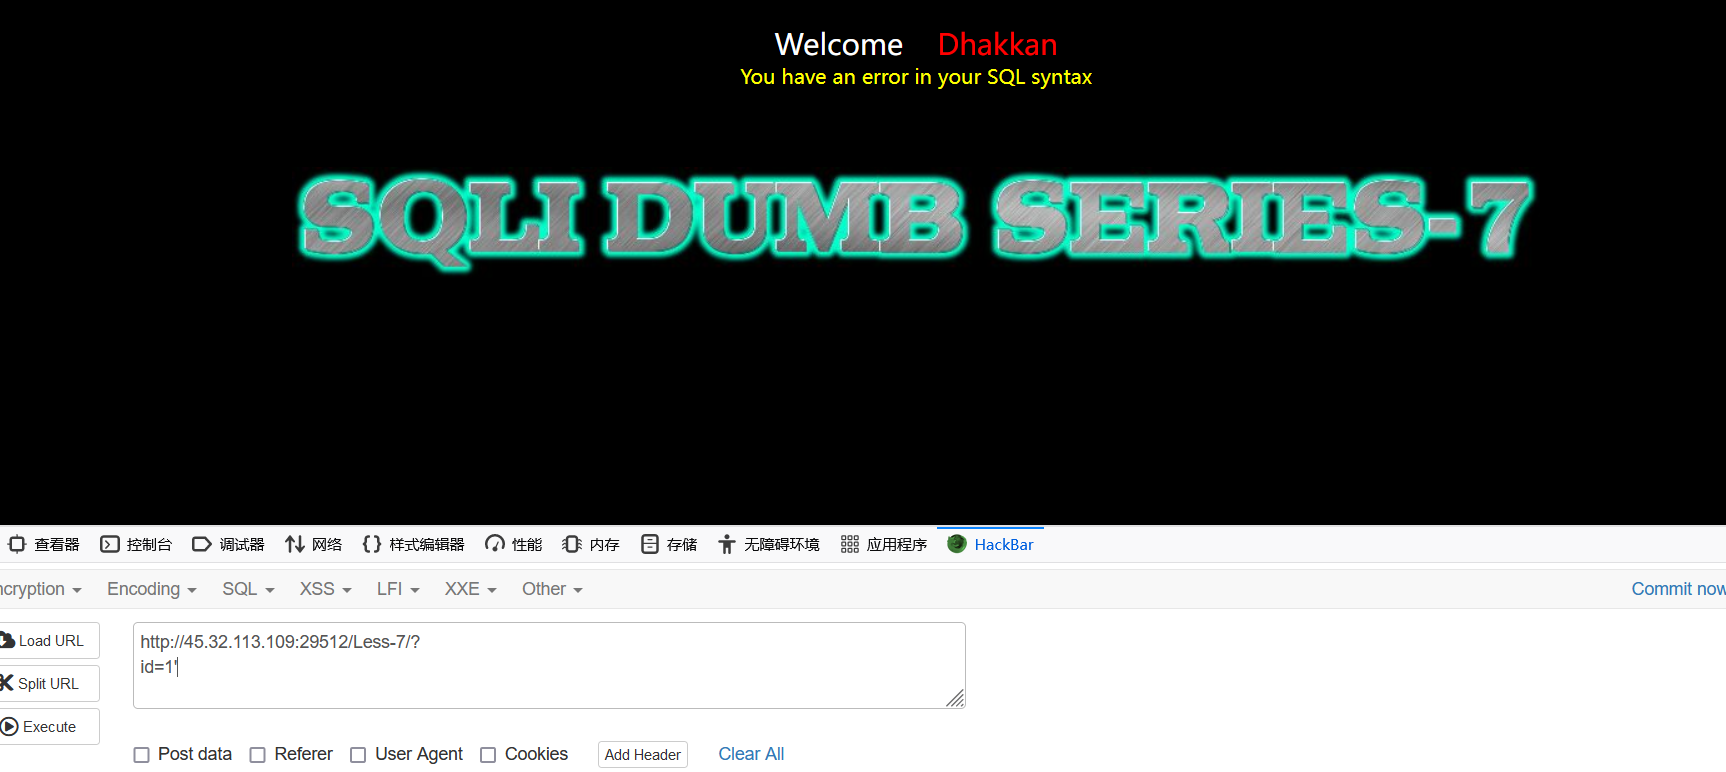 Welcome Dhakkan
You have an error in your SQL syntax
SQLI DUMB SERIES-7
查看器 控制台 调试器 网络 样式编辑器 性能 内存 存储 无障碍环境 应用程序 HackBar
ncryption Encoding SQL XSS LFI XXE Other Commit now
Load URL
http://45.32.113.109:29512/Less-7/?
id=1'
Split URL
Execute
Post data Referer User Agent Cookies Add Header Clear All